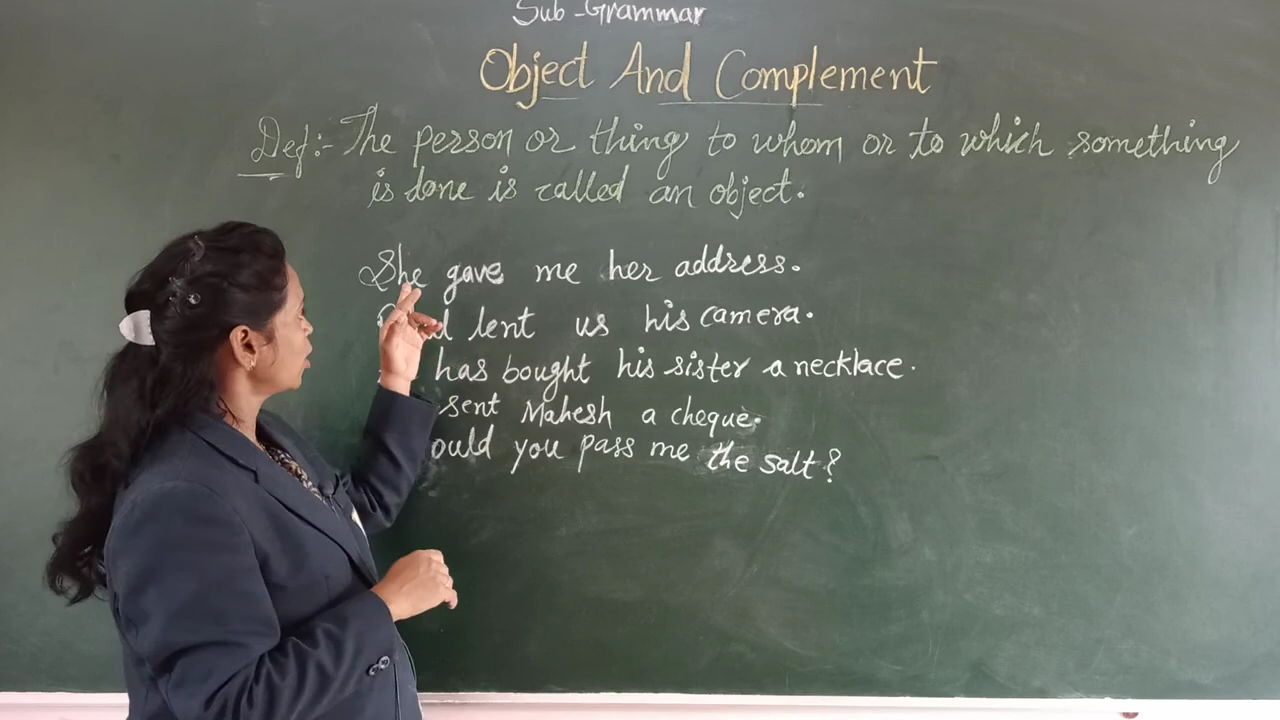 Sub-Grammar
Object And Complement
Def:- The person or thing to whom or to which something
is done is called an object.
She gave me her address.
lent us his camera.
has bought his sister a necklace.
sent Mahesh a cheque.
you pass me the salt?